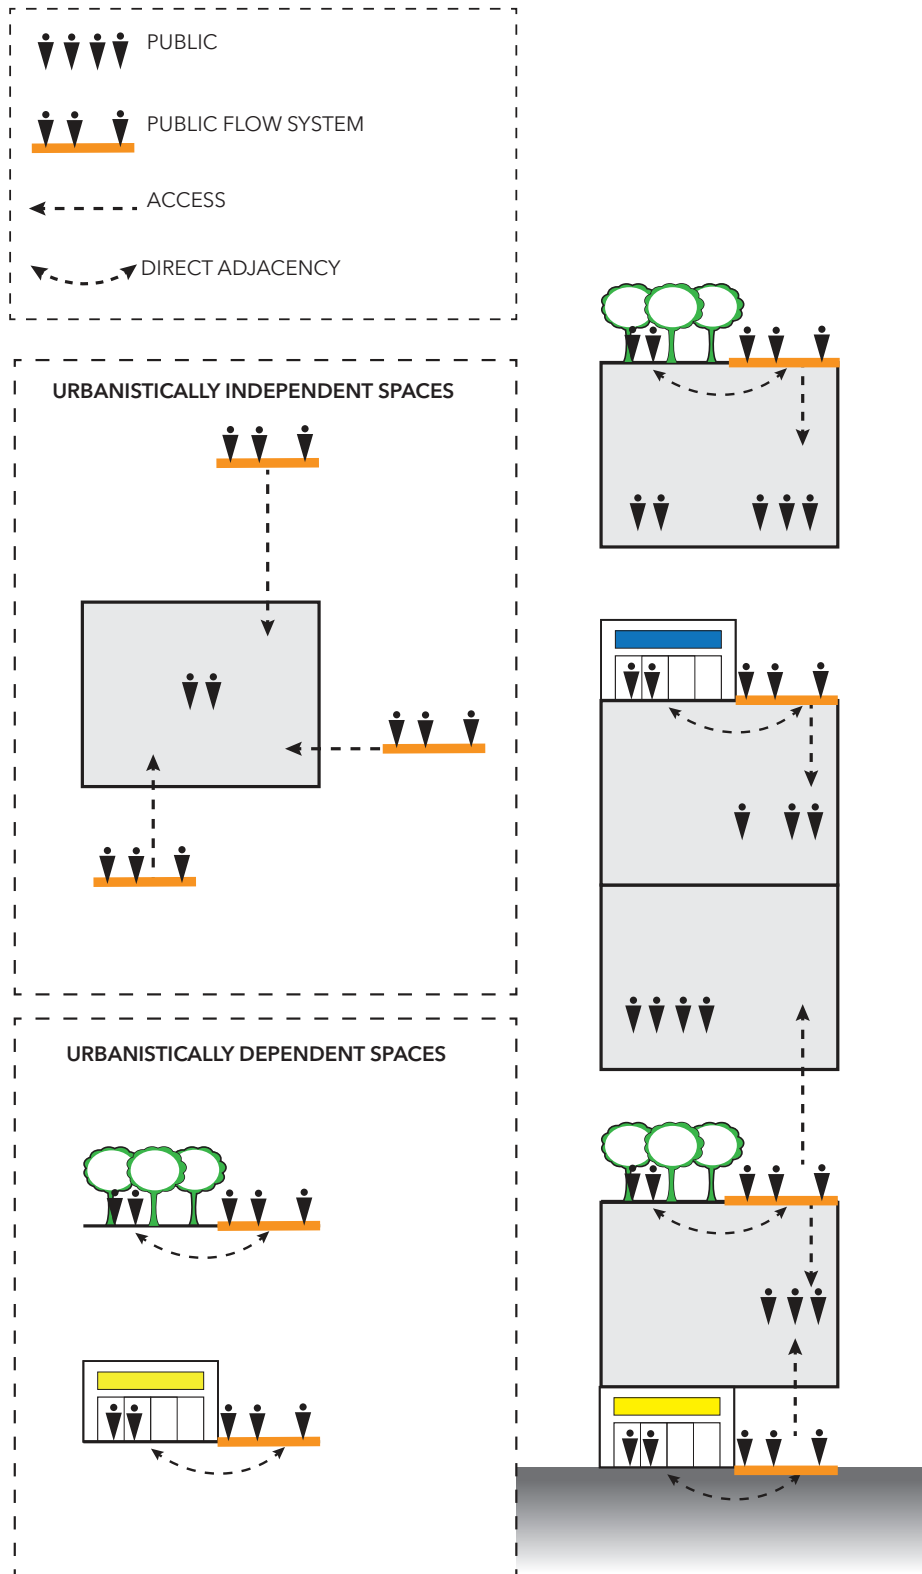 PUBLIC
PUBLIC FLOW SYSTEM
ACCESS
DIRECT ADJACENCY
URBANISTICALLY INDEPENDENT SPACES
URBANISTICALLY DEPENDENT SPACES